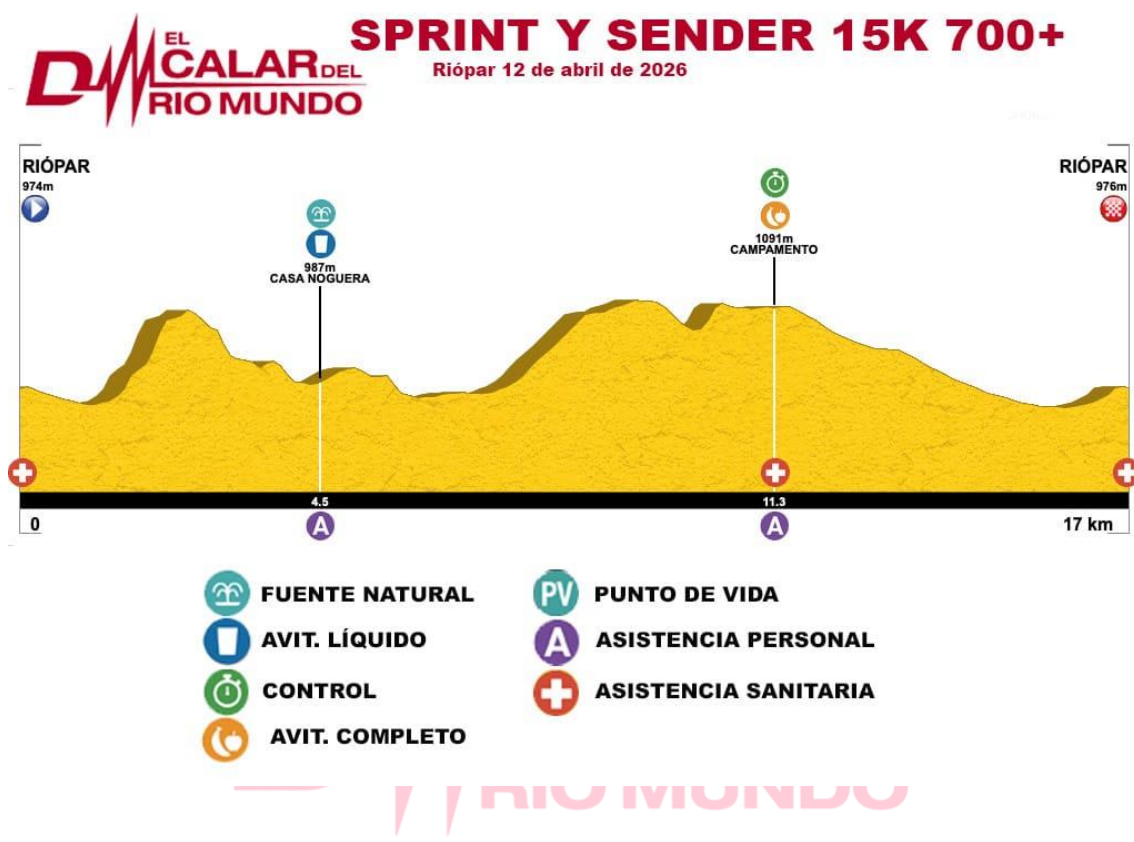 EL
CALAR DEL
RIO MUNDO
SPRINT Y SENDER 15K 700+
Riópar 12 de abril de 2026
RIÓPAR
974m
RIÓPAR
976m
987m
CASA NOGUERA
1091m
CAMPAMENTO
4.5
11.3
A
A
0
17 km
FUENTE NATURAL
PV PUNTO DE VIDA
AVIT. LÍQUIDO
A ASISTENCIA PERSONAL
CONTROL
ASISTENCIA SANITARIA
AVIT. COMPLETO
RIO MUNDO